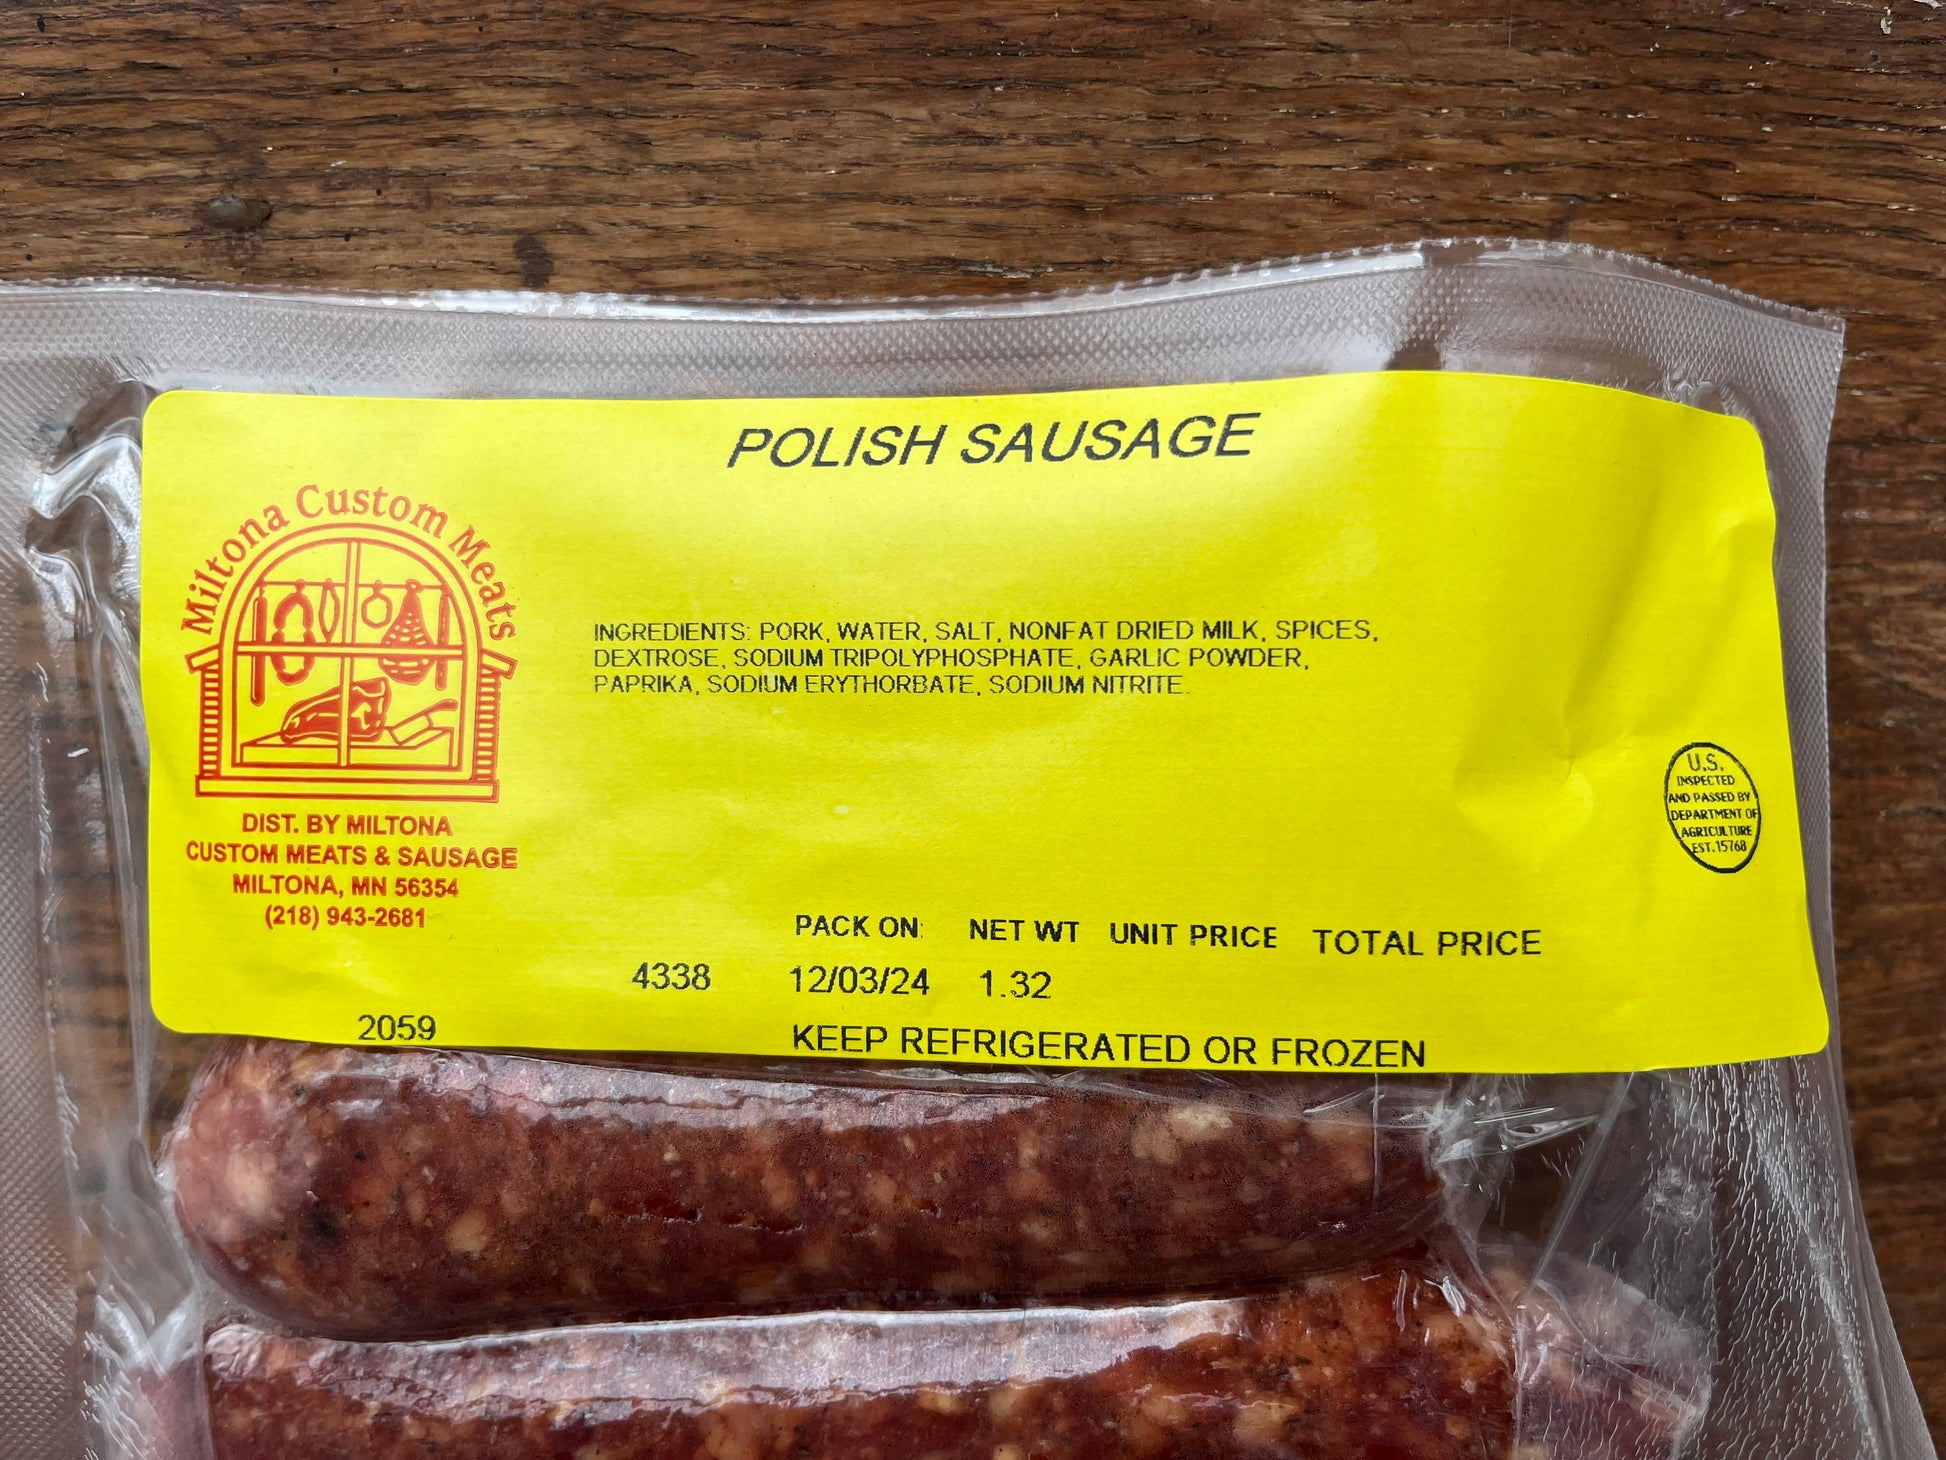 POLISH SAUSAGE
Miltona Custom Meats
DIST. BY MILTONA
CUSTOM MEATS & SAUSAGE
MILTONA, MN 56354
(218) 943-2681
INGREDIENTS: PORK, WATER, SALT, NONFAT DRIED MILK, SPICES,
DEXTROSE, SODIUM TRIPOLYPHOSPHATE, GARLIC POWDER,
PAPRIKA, SODIUM ERYTHORBATE, SODIUM NITRITE.
U.S.
INSPECTED
AND PASSED BY
DEPARTMENT OF
AGRICULTURE
EST.15768
PACK ON: NET WT UNIT PRICE TOTAL PRICE
4338 12/03/24 1.32
2059 KEEP REFRIGERATED OR FROZEN